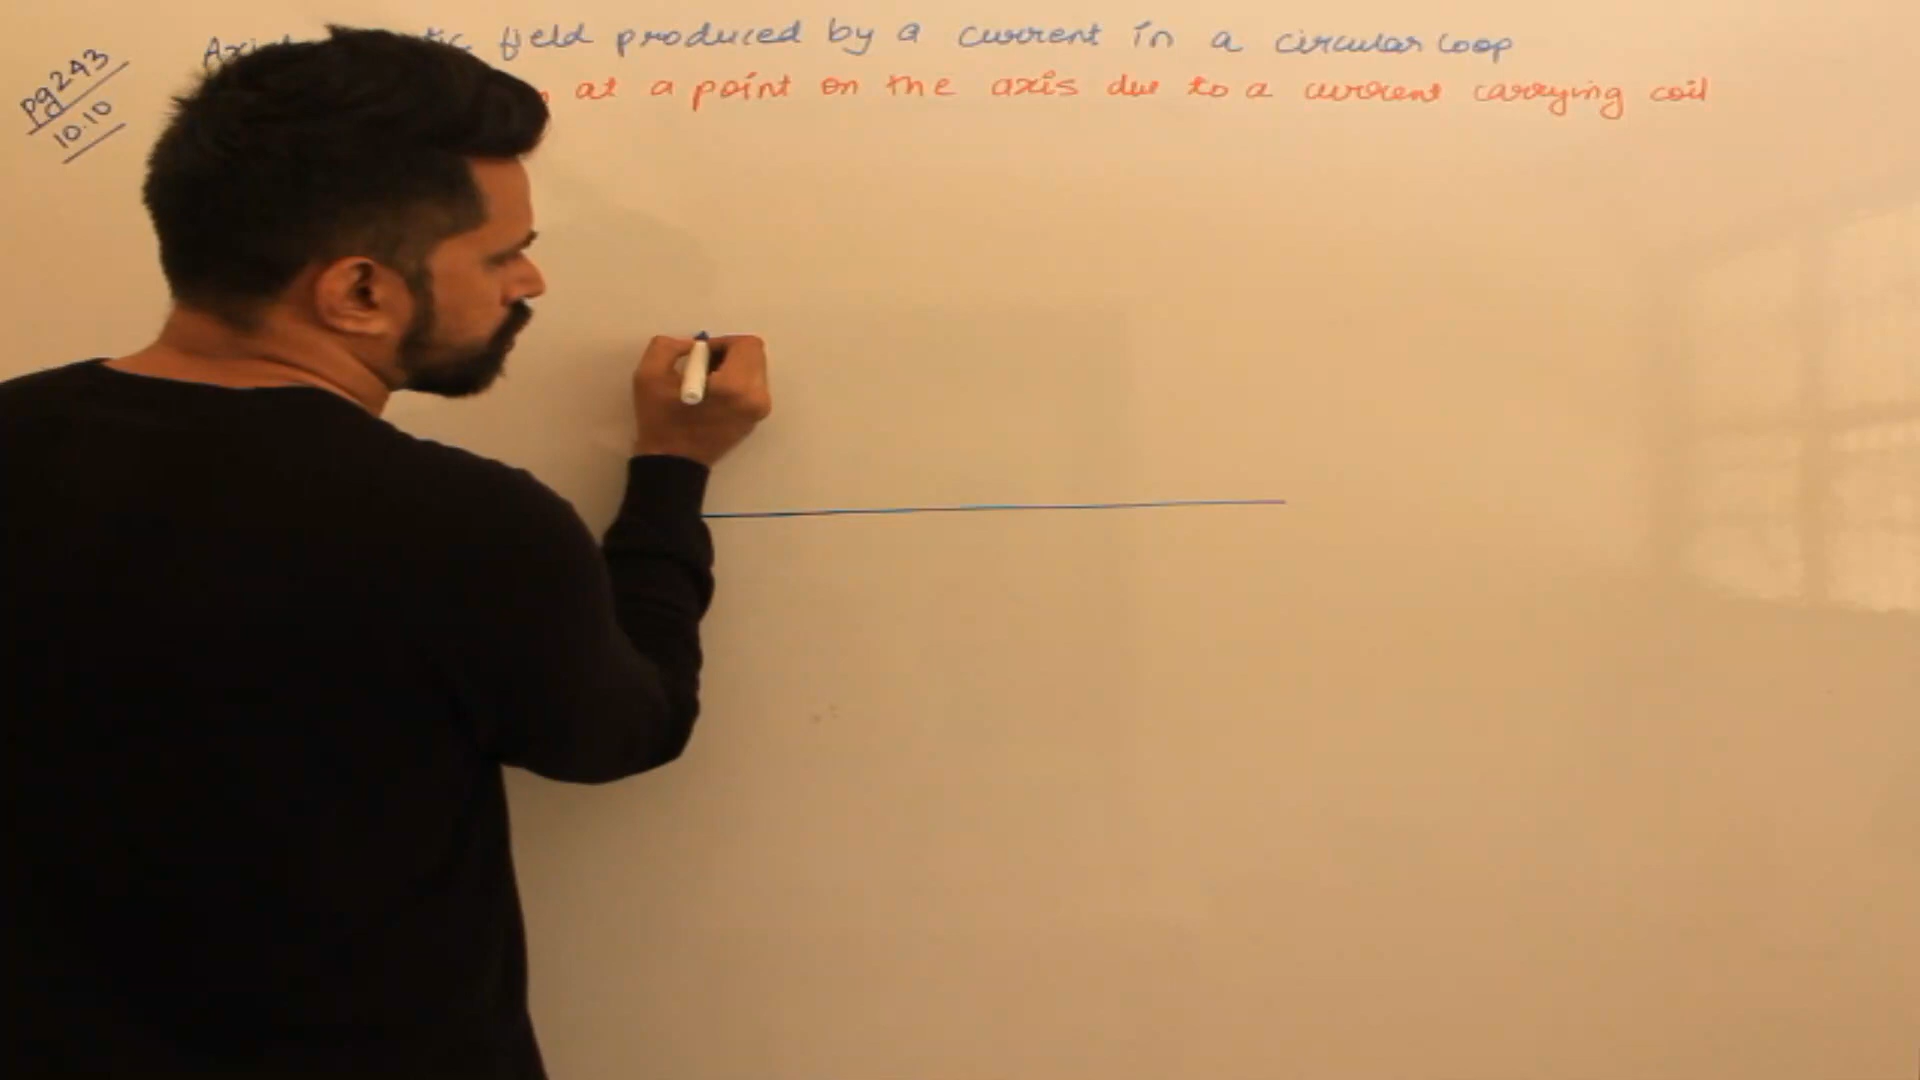 pg 243
10.10
field produced by a current in a circular loop
at a point on the axis due to a current carrying coil